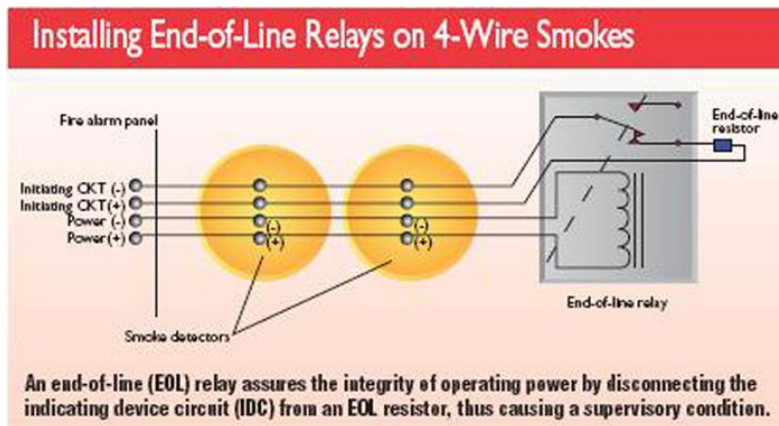 Installing End-of-Line Relays on 4-Wire Smokes
Fire alarm panel
End-of-line
resistor
Initiating CKT (-)
Initiating CKT (+)
Power (-)
Power (+)
(-)
(+)
(-)
(+)
End-of-line relay
Smoke detectors
An end-of-line (EOL) relay assures the integrity of operating power by disconnecting the
indicating device circuit (IDC) from an EOL resistor, thus causing a supervisory condition.